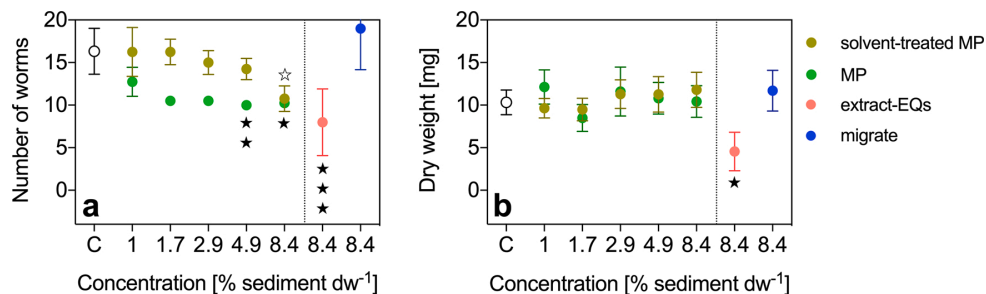 Number of worms
20
15
10
5
0
a
C 1 1.7 2.9 4.9 8.4 8.4 8.4
Concentration [% sediment dw⁻¹]
Dry weight [mg]
20
15
10
5
0
b
C 1 1.7 2.9 4.9 8.4 8.4 8.4
Concentration [% sediment dw⁻¹]
solvent-treated MP
MP
extract-EQs
migrate